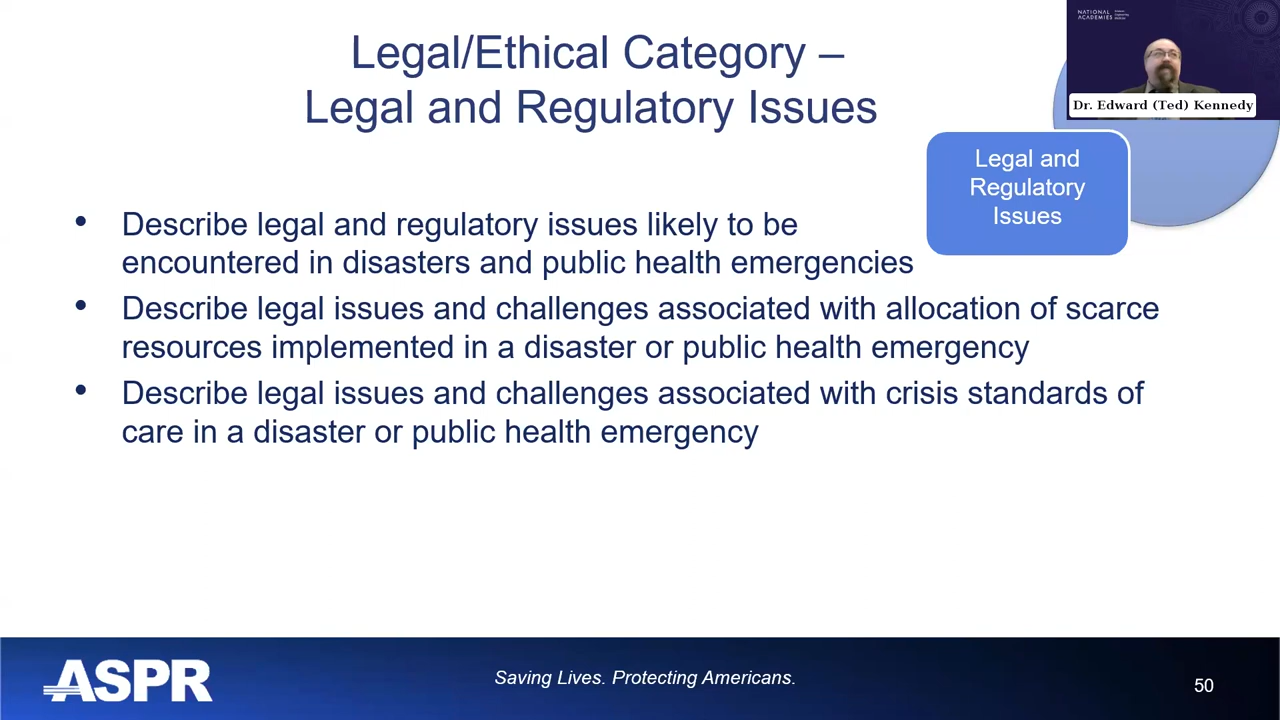 Legal/Ethical Category –
Legal and Regulatory Issues
NATIONAL
ACADEMIES
Dr. Edward (Ted) Kennedy
Legal and
Regulatory
Issues
• Describe legal and regulatory issues likely to be
encountered in disasters and public health emergencies
• Describe legal issues and challenges associated with allocation of scarce
resources implemented in a disaster or public health emergency
• Describe legal issues and challenges associated with crisis standards of
care in a disaster or public health emergency
ASPR
Saving Lives. Protecting Americans.
50